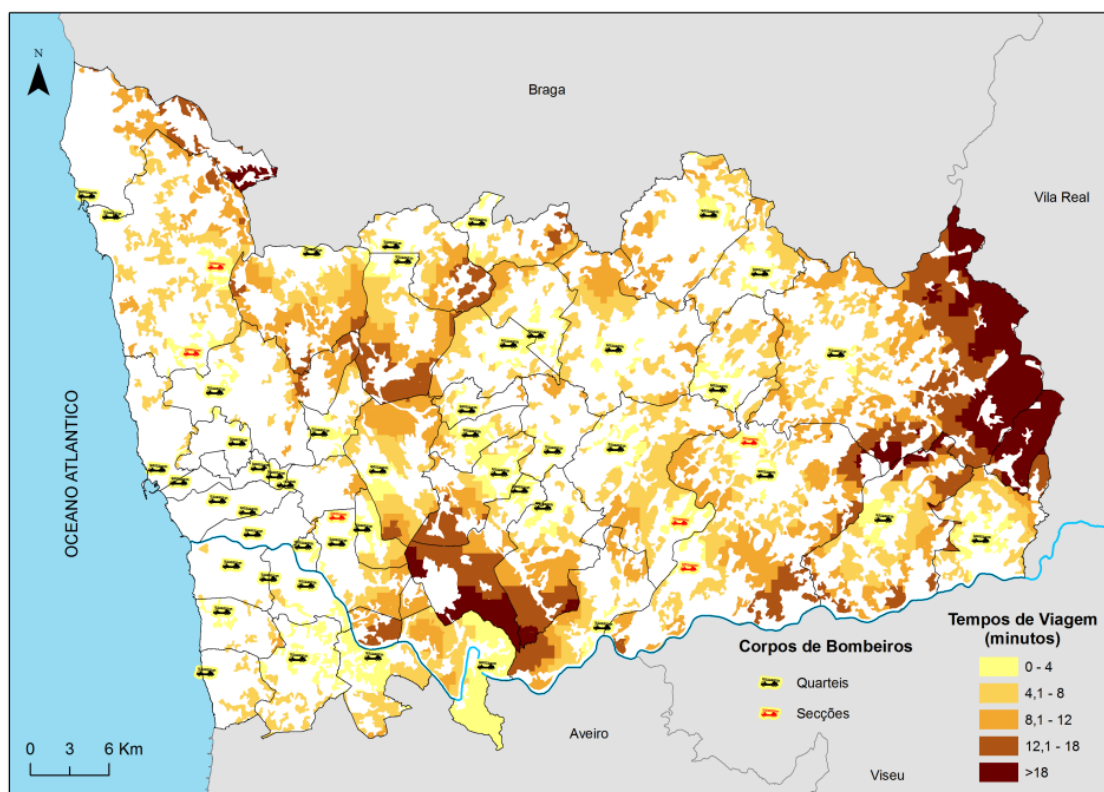 N
Braga
Vila Real
OCEANO ATLANTICO
Aveiro
Viseu
0 3 6 Km
Corpos de Bombeiros
Quarteis
Secções
Tempos de Viagem
(minutos)
0 - 4
4,1 - 8
8,1 - 12
12,1 - 18
>18